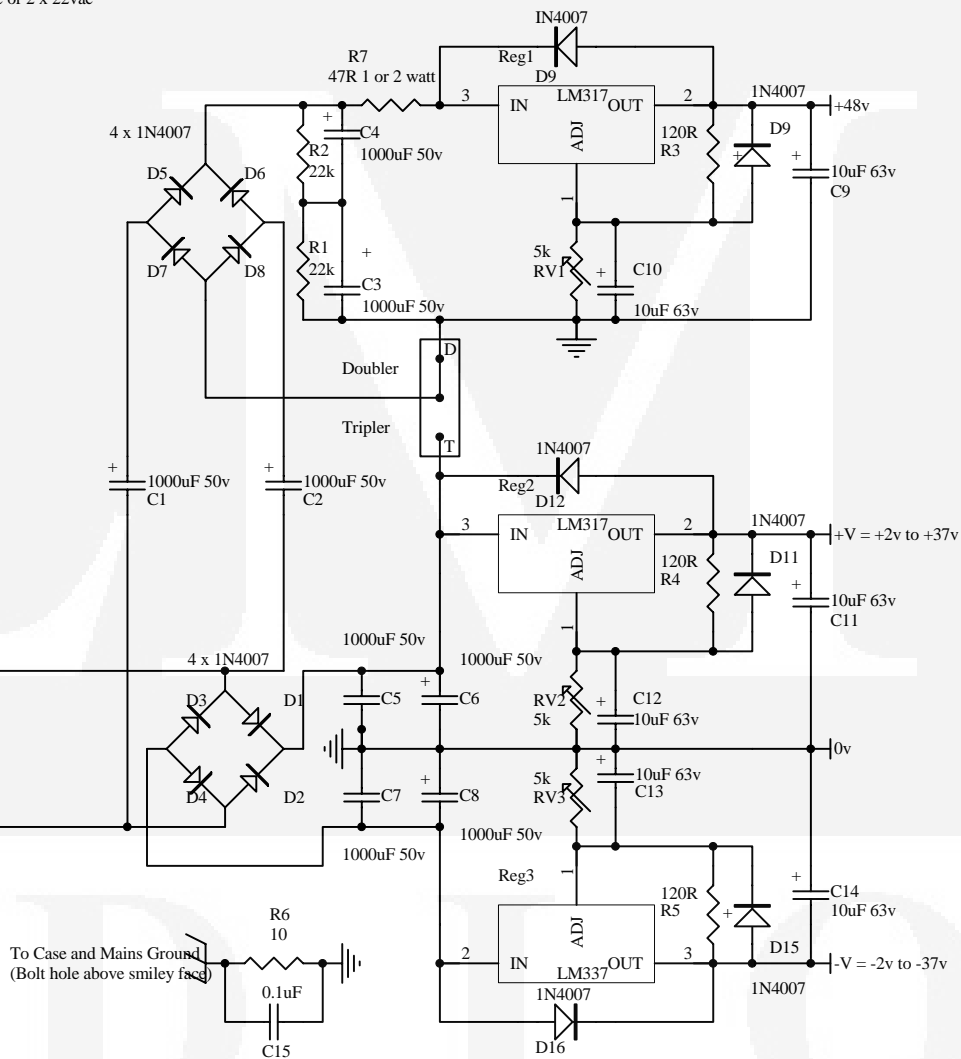 c or 2 x 22vac
IN4007
Reg1
D9
R7
47R 1 or 2 watt
3
IN
LM317
OUT
2
ADJ
1
1N4007
+48v
4 x 1N4007
+
C4
1000uF 50v
R2
22k
120R
R3
D9
+
+
10uF 63v
C9
D5
D6
D7
D8
R1
22k
+
C3
1000uF 50v
5k
RV1
+
C10
10uF 63v
D
Doubler
Tripler
T
1N4007
Reg2
D12
+
1000uF 50v
C1
+
1000uF 50v
C2
3
IN
LM317
OUT
2
ADJ
1
1N4007
+V = +2v to +37v
120R
R4
D11
+
10uF 63v
C11
4 x 1N4007
1000uF 50v
1000uF 50v
D3
D1
D4
D2
C5
+
C6
RV2
5k
+
C12
10uF 63v
0v
C7
+
C8
5k
RV3
+
10uF 63v
C13
1000uF 50v
1000uF 50v
Reg3
1
ADJ
2
IN
LM337
OUT
3
120R
R5
+
D15
1N4007
+
C14
10uF 63v
-V = -2v to -37v
1N4007
D16
To Case and Mains Ground
(Bolt hole above smiley face)
R6
10
0.1uF
C15